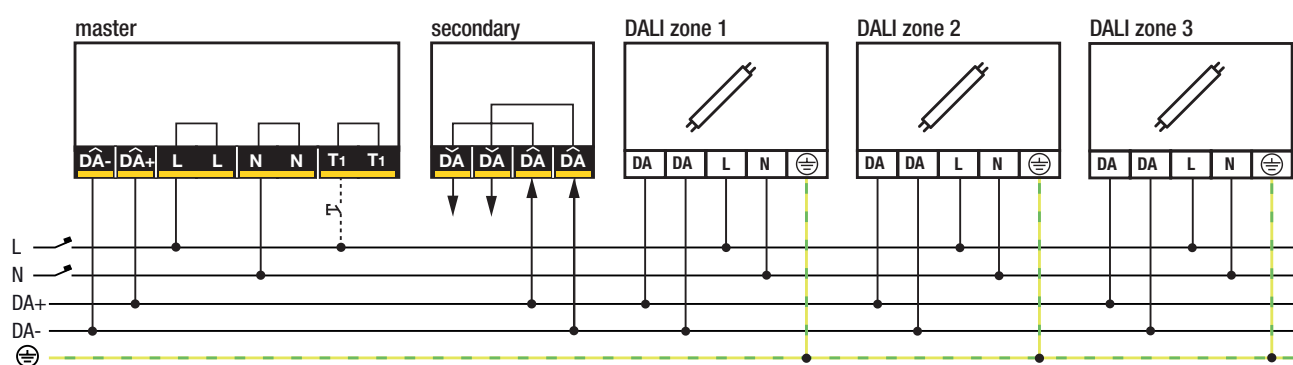 master secondary DALI zone 1 DALI zone 2 DALI zone 3
DA- DA+ L L N N T1 T1 DA DA DA DA DA DA L N DA DA L N DA DA L N
L
N
DA+
DA-